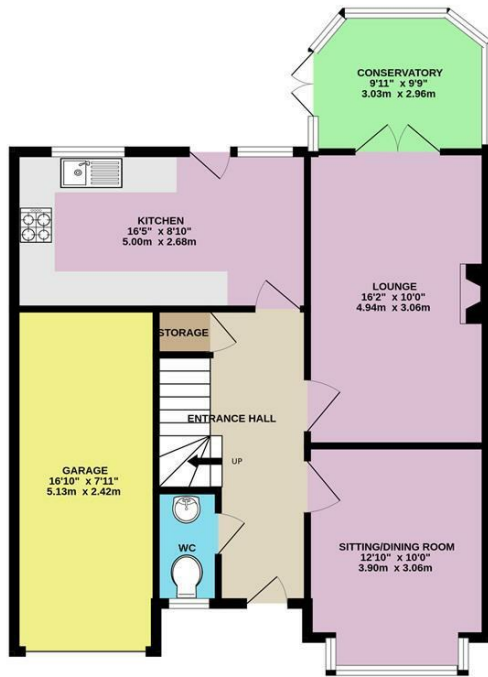 CONSERVATORY
9'11" x 9'9"
3.03m x 2.96m
KITCHEN
16'5" x 8'10"
5.00m x 2.68m
LOUNGE
16'2" x 10'0"
4.94m x 3.06m
STORAGE
ENTRANCE HALL
UP
GARAGE
16'10" x 7'11"
5.13m x 2.42m
WC
SITTING/DINING ROOM
12'10" x 10'0"
3.90m x 3.06m